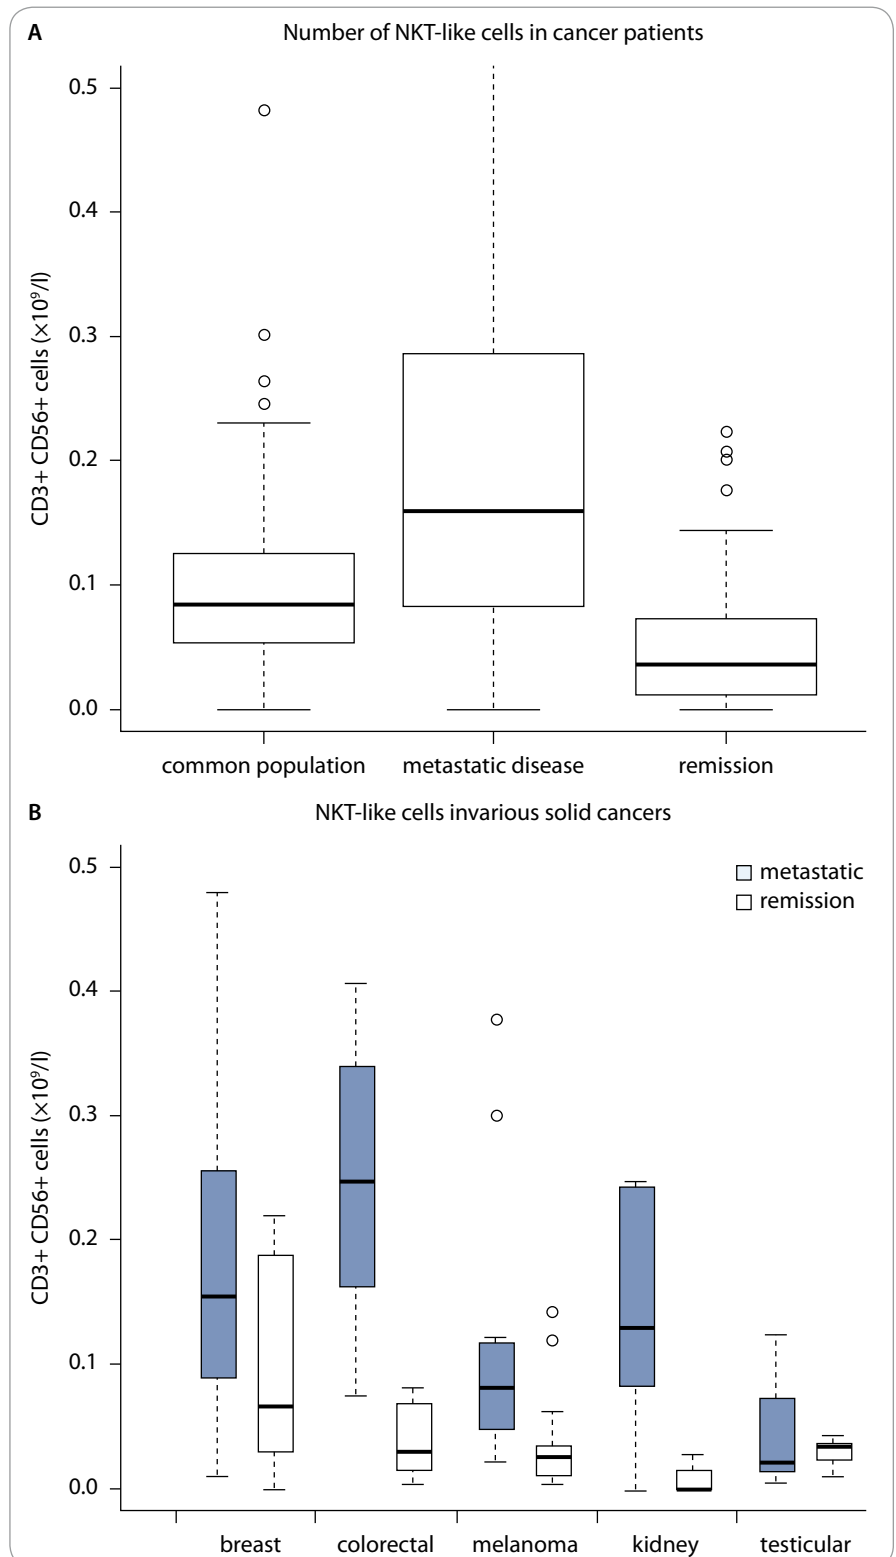 A
Number of NKT-like cells in cancer patients
0.5
0.4
0.3
0.2
0.1
0.0
CD3+ CD56+ cells (×10⁹/l)
common population
metastatic disease
remission
B
NKT-like cells invarious solid cancers
metastatic
remission
0.5
0.4
0.3
0.2
0.1
0.0
CD3+ CD56+ cells (×10⁹/l)
breast
colorectal
melanoma
kidney
testicular